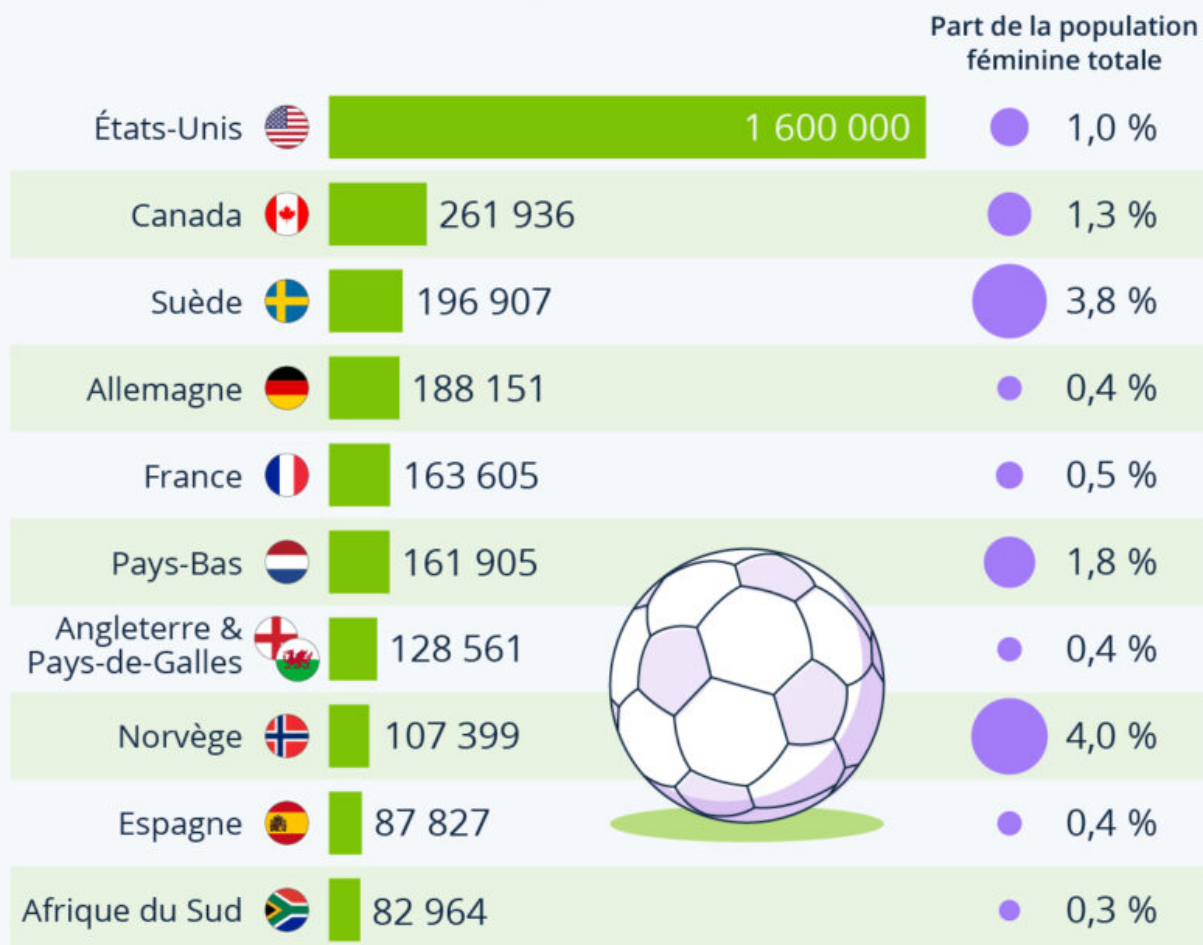 Part de la population
féminine totale
États-Unis 1 600 000 1,0 %
Canada 261 936 1,3 %
Suède 196 907 3,8 %
Allemagne 188 151 0,4 %
France 163 605 0,5 %
Pays-Bas 161 905 1,8 %
Angleterre &
Pays-de-Galles 128 561 0,4 %
Norvège 107 399 4,0 %
Espagne 87 827 0,4 %
Afrique du Sud 82 964 0,3 %